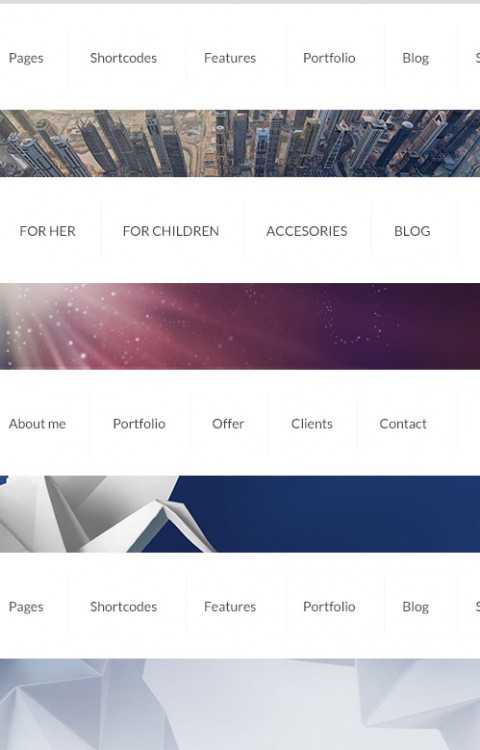 Pages Shortcodes Features Portfolio Blog
FOR HER FOR CHILDREN ACCESORIES BLOG
About me Portfolio Offer Clients Contact
Pages Shortcodes Features Portfolio Blog